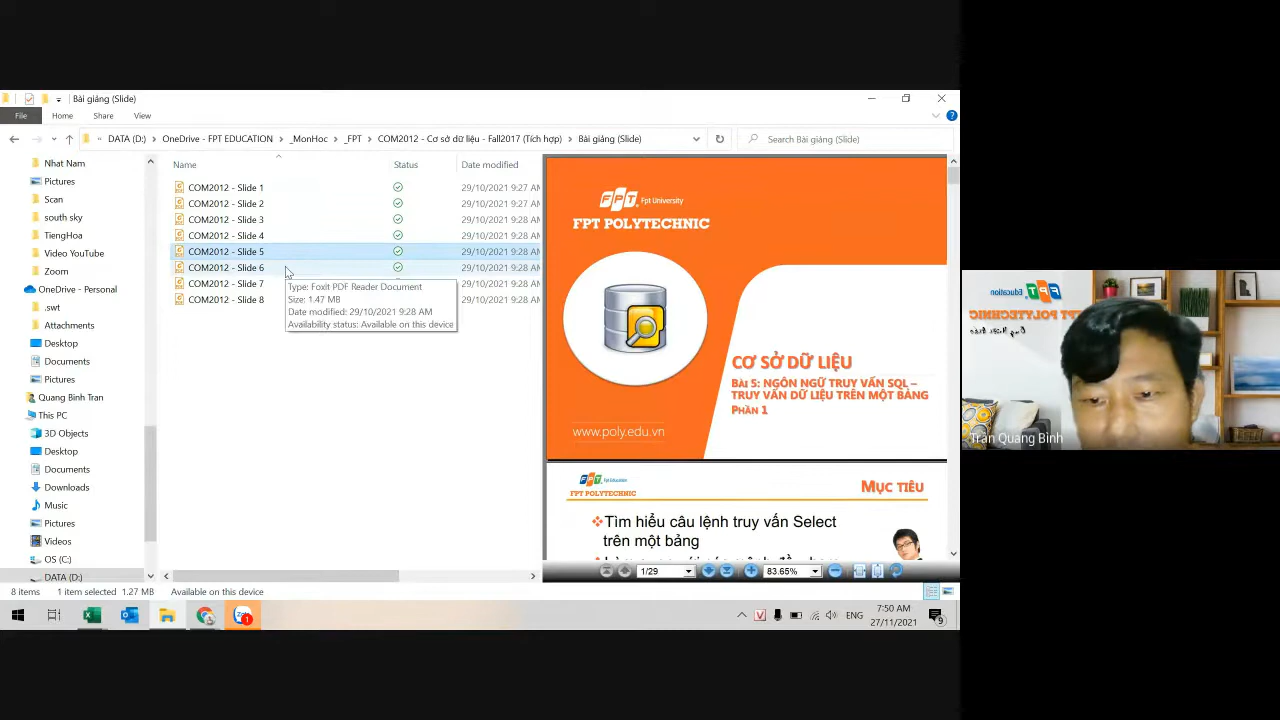 Bài giảng (Slide)
File Home Share View
« DATA (D:) › OneDrive - FPT EDUCATION › _MonHoc › _FPT › COM2012 - Cơ sở dữ liệu - Fall2017 (Tích hợp) › Bài giảng (Slide)
Search Bài giảng (Slide)
Nhat Nam
Pictures
Scan
south sky
TiengHoa
Video YouTube
Zoom
OneDrive - Personal
.swt
Attachments
Desktop
Documents
Pictures
Quang Binh Tran
This PC
3D Objects
Desktop
Documents
Downloads
Music
Pictures
Videos
OS (C:)
DATA (D:)
Name Status Date modified
COM2012 - Slide 1 29/10/2021 9:27 AM
COM2012 - Slide 2 29/10/2021 9:27 AM
COM2012 - Slide 3 29/10/2021 9:28 AM
COM2012 - Slide 4 29/10/2021 9:28 AM
COM2012 - Slide 5 29/10/2021 9:28 AM
COM2012 - Slide 6 29/10/2021 9:28 AM
COM2012 - Slide 7 29/10/2021 9:28 AM
COM2012 - Slide 8 29/10/2021 9:28 AM
Type: Foxit PDF Reader Document
Size: 1.47 MB
Date modified: 29/10/2021 9:28 AM
Availability status: Available on this device
FPT Fpt University
FPT POLYTECHNIC
CƠ SỞ DỮ LIỆU
BÀI 5: NGÔN NGỮ TRUY VẤN SQL –
TRUY VẤN DỮ LIỆU TRÊN MỘT BẢNG
PHẦN 1
www.poly.edu.vn
FPT Fpt Education
FPT POLYTECHNIC
MỤC TIÊU
Tìm hiểu câu lệnh truy vấn Select
trên một bảng
1/29 83.65%
8 items 1 item selected 1.27 MB Available on this device
ENG
7:50 AM
27/11/2021
FPT Education
FPT POLYTECHNIC
Tran Quang Binh